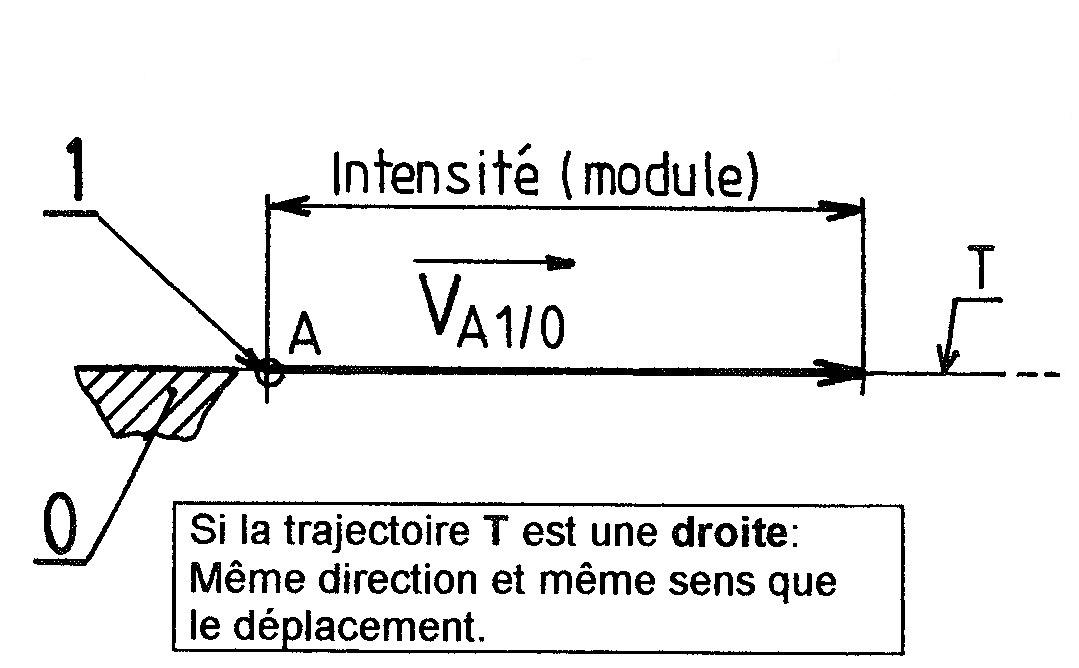 1
Intensité (module)
T
A
VA1/0
0
Si la trajectoire T est une droite:
Même direction et même sens que
le déplacement.